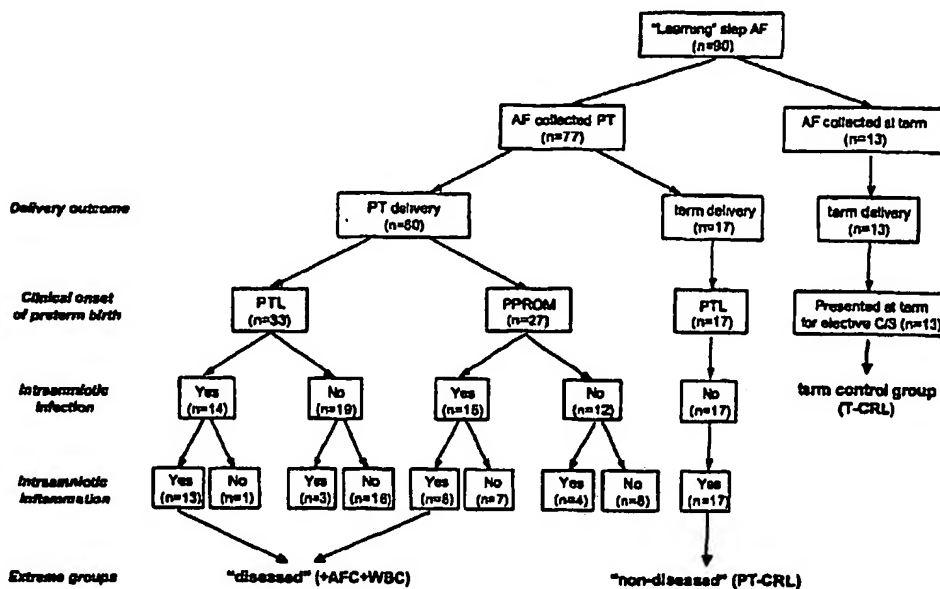 "Learning" step AF
(n=90)
AF collected PT
(n=77)
AF collected at term
(n=13)
Delivery outcome
PT delivery
(n=60)
term delivery
(n=17)
term delivery
(n=13)
Clinical onset
of preterm birth
PTL
(n=33)
PPROM
(n=27)
PTL
(n=17)
Presented at term
for elective C/S (n=13)
Intraamniotic
infection
Yes
(n=14)
No
(n=19)
Yes
(n=15)
No
(n=12)
No
(n=17)
term control group
(T-CRL)
Intraamniotic
inflammation
Yes
(n=13)
No
(n=1)
Yes
(n=3)
No
(n=16)
Yes
(n=8)
No
(n=7)
Yes
(n=4)
No
(n=8)
Yes
(n=17)
Extreme groups
"diseased" (+AFC+WBC)
"non-diseased" (PT-CRL)